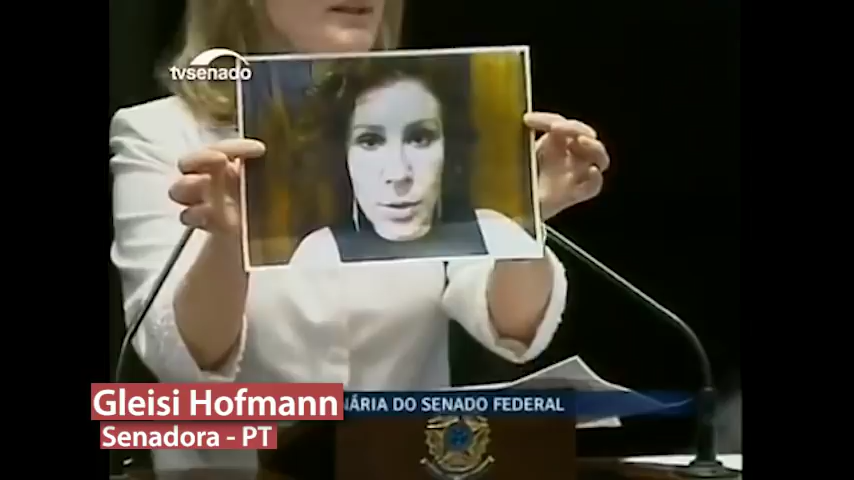 tvsenado
NÁRIA DO SENADO FEDERAL
Gleisi Hofmann
Senadora - PT